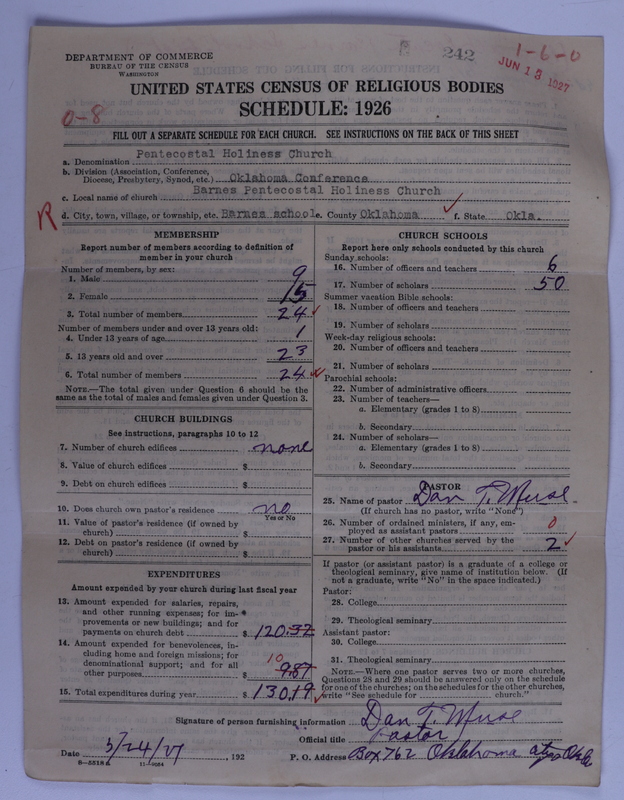 DEPARTMENT OF COMMERCE
BUREAU OF THE CENSUS
WASHINGTON
242
1-6-0
JUN 13 1927
UNITED STATES CENSUS OF RELIGIOUS BODIES
SCHEDULE: 1926
0-8
FILL OUT A SEPARATE SCHEDULE FOR EACH CHURCH. SEE INSTRUCTIONS ON THE BACK OF THIS SHEET
a. Denomination Pentecostal Holiness Church
b. Division (Association, Conference,
Diocese, Presbytery, Synod, etc.) Oklahoma Conference
c. Local name of church Barnes Pentecostal Holiness Church
R d. City, town, village, or township, etc. Barnes school e. County Oklahoma f. State Okla.
MEMBERSHIP
Report number of members according to definition of
member in your church
Number of members, by sex:
1. Male 9
2. Female 15
3. Total number of members 24
Number of members under and over 13 years old:
4. Under 13 years of age 1
5. 13 years old and over 23
6. Total number of members 24
NOTE.—The total given under Question 6 should be the
same as the total of males and females given under Question 3.
CHURCH BUILDINGS
See instructions, paragraphs 10 to 12
7. Number of church edifices none
8. Value of church edifices $
9. Debt on church edifices $
10. Does church own pastor's residence no
Yes or No
11. Value of pastor's residence (if owned by
church) $
12. Debt on pastor's residence (if owned by
church) $
EXPENDITURES
Amount expended by your church during last fiscal year
13. Amount expended for salaries, repairs,
and other running expenses; for im-
provements or new buildings; and for
payments on church debt $ 120.32
14. Amount expended for benevolences, in-
cluding home and foreign missions; for
denominational support; and for all 10
other purposes $ 9.87
15. Total expenditures during year $ 130.19
CHURCH SCHOOLS
Report here only schools conducted by this church
Sunday schools:
16. Number of officers and teachers 6
17. Number of scholars 50
Summer vacation Bible schools:
18. Number of officers and teachers
19. Number of scholars
Week-day religious schools:
20. Number of officers and teachers
21. Number of scholars
Parochial schools:
22. Number of administrative officers
23. Number of teachers—
a. Elementary (grades 1 to 8)
b. Secondary
24. Number of scholars—
a. Elementary (grades 1 to 8)
b. Secondary
PASTOR
25. Name of pastor Dan T. Muse
(If church has no pastor, write "None")
26. Number of ordained ministers, if any, em-
ployed as assistant pastors 0
27. Number of other churches served by the
pastor or his assistants 2
If pastor (or assistant pastor) is a graduate of a college or
theological seminary, give name of institution below. (If
not a graduate, write "No" in the space indicated.)
Pastor:
28. College
29. Theological seminary
Assistant pastor:
30. College
31. Theological seminary
NOTE.—Where one pastor serves two or more churches,
Questions 28 and 29 should be answered only on the schedule
for one of the churches; on the schedules for the other churches,
write "See schedule for church."
Signature of person furnishing information Dan T. Muse
Official title Pastor
Date 3/24/27, 192 P. O. Address Box 762 Oklahoma City Okla
8-5518a 11-9054